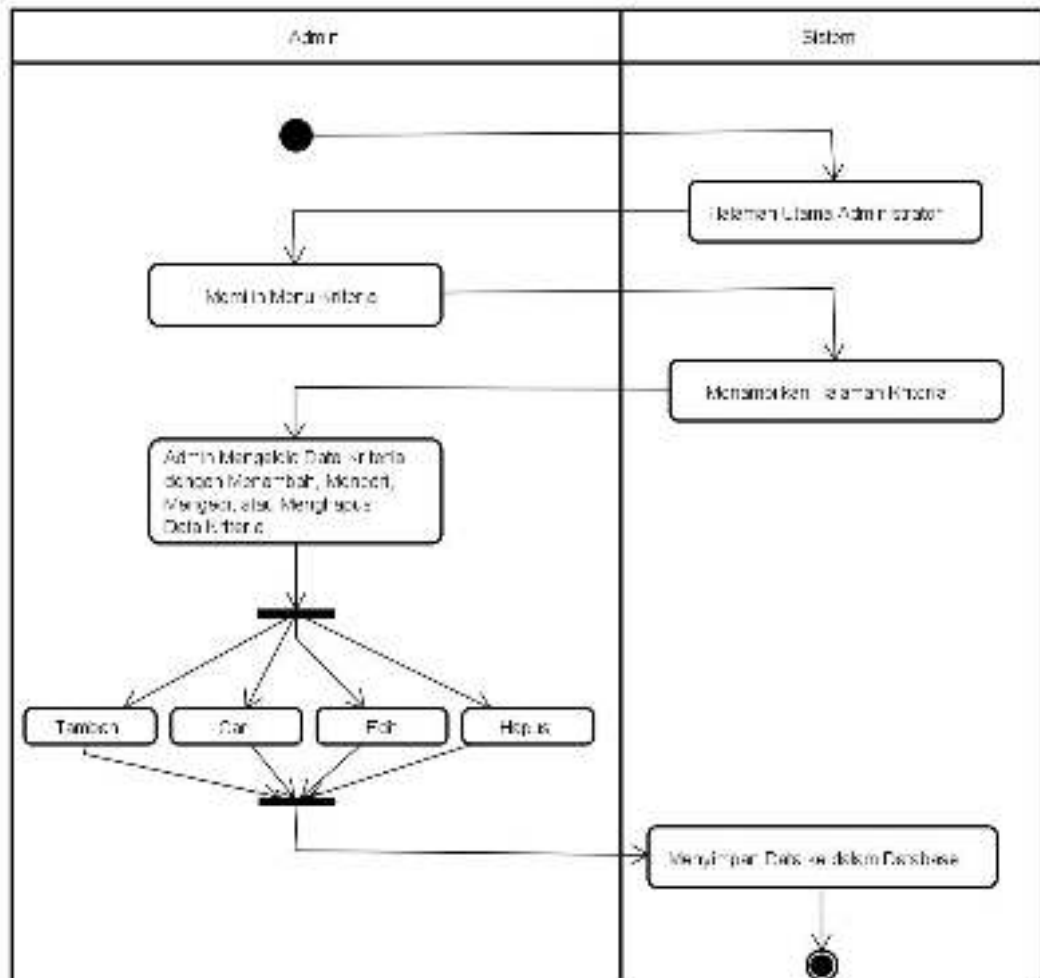 Admin
Sistem
Halaman Utama Administrator
Memilih Menu Kriteria
Menampilkan Halaman Kriteria
Admin Mengelola Data Kriteria
dengan Menambah, Mencari,
Mengedit, atau Menghapus
Data Kriteria
Tambah
Cari
Edit
Hapus
Menyimpan Data ke dalam Database